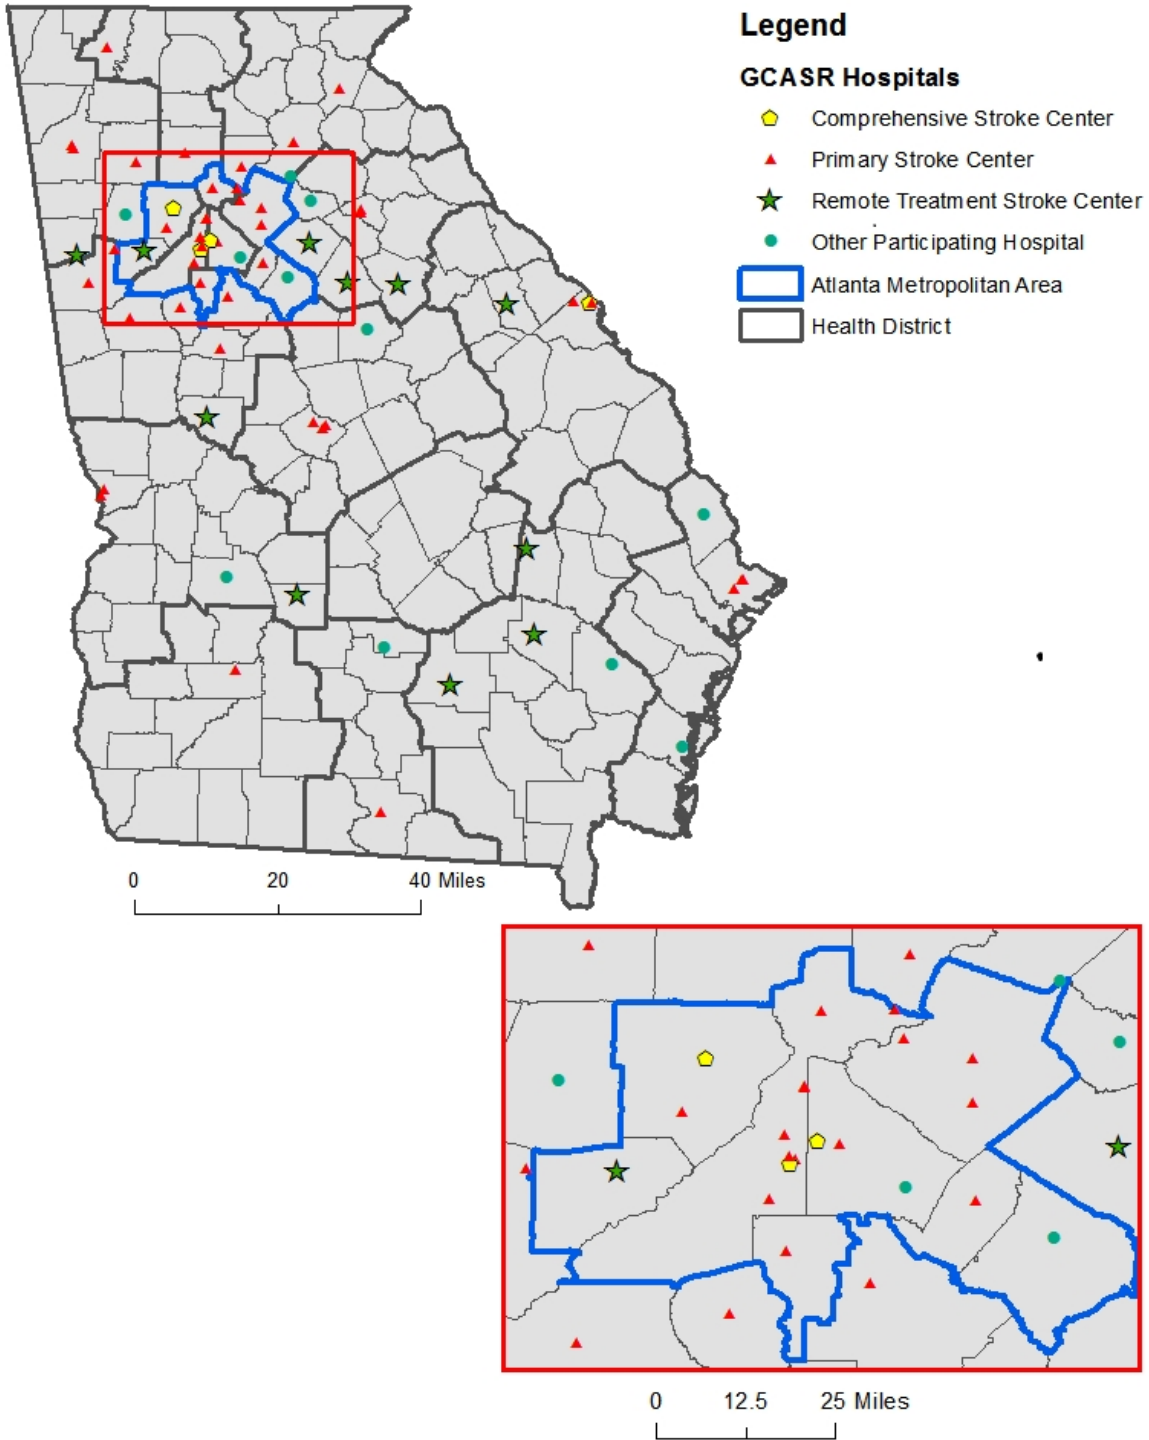 Legend
GCASR Hospitals
Comprehensive Stroke Center
Primary Stroke Center
Remote Treatment Stroke Center
Other Participating Hospital
Atlanta Metropolitan Area
Health District
0 20 40 Miles
0 12.5 25 Miles